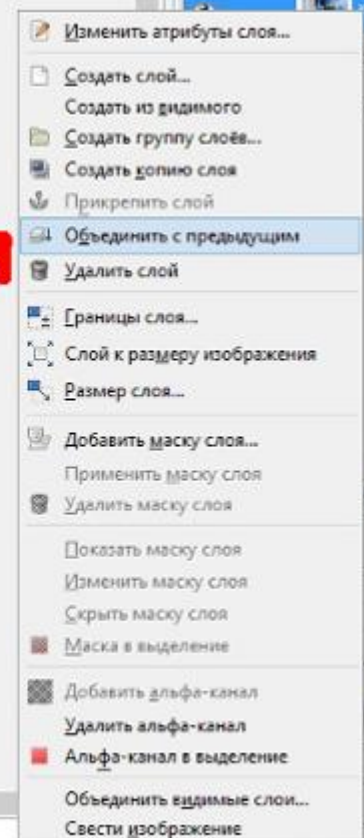 Изменить атрибуты слоя...
Создать слой...
Создать из видимого
Создать группу слоёв...
Создать копию слоя
Прикрепить слой
Объединить с предыдущим
Удалить слой
Границы слоя...
Слой к размеру изображения
Размер слоя...
Добавить маску слоя...
Применить маску слоя
Удалить маску слоя
Показать маску слоя
Изменить маску слоя
Скрыть маску слоя
Маска в выделение
Добавить альфа-канал
Удалить альфа-канал
Альфа-канал в выделение
Объединить видимые слои...
Свести изображение